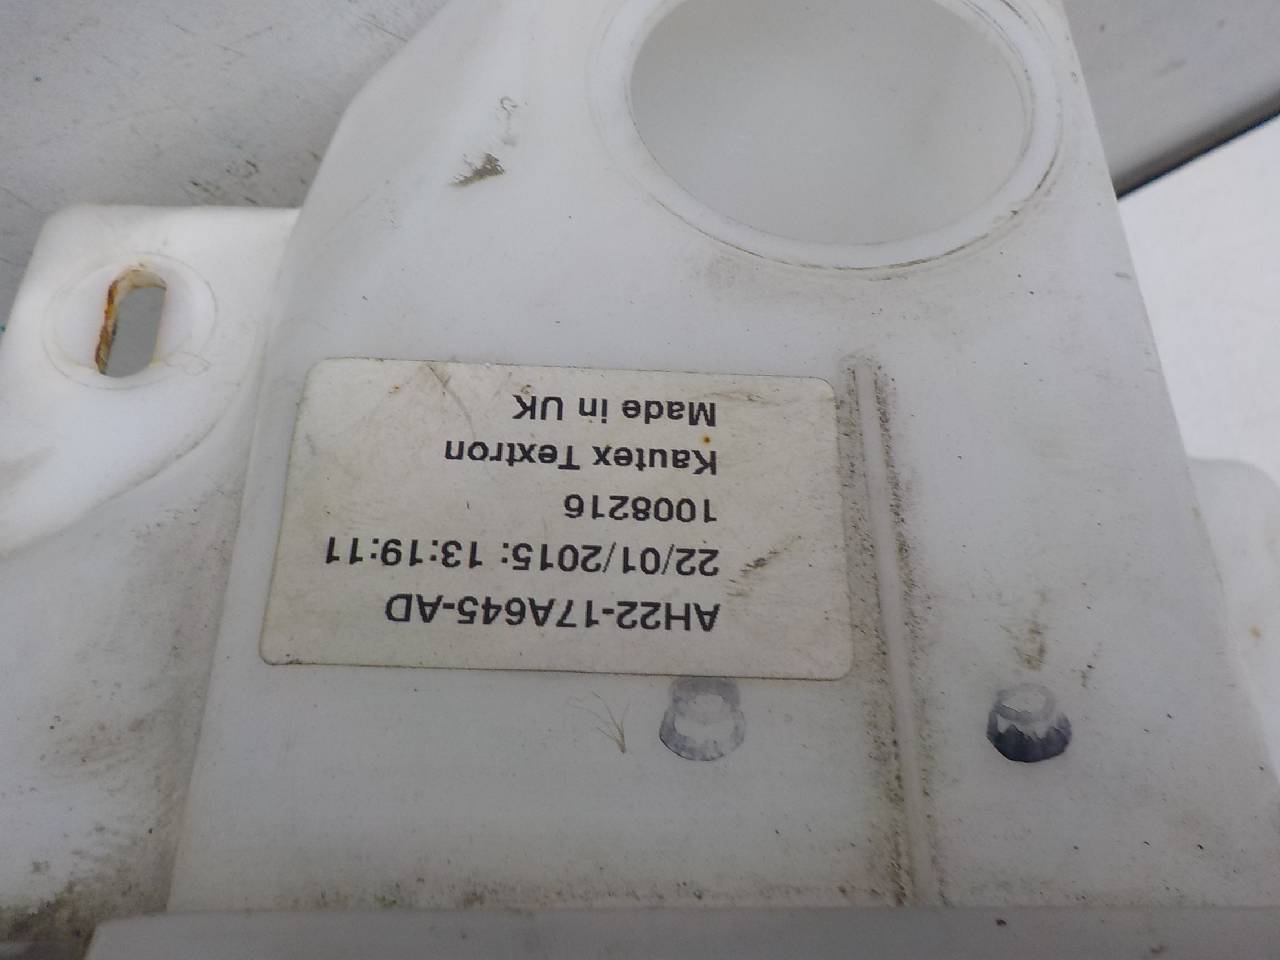 AH22-17A645-AD
22/01/2015: 13:19:11
1008216
Kautex Textron
Made in UK